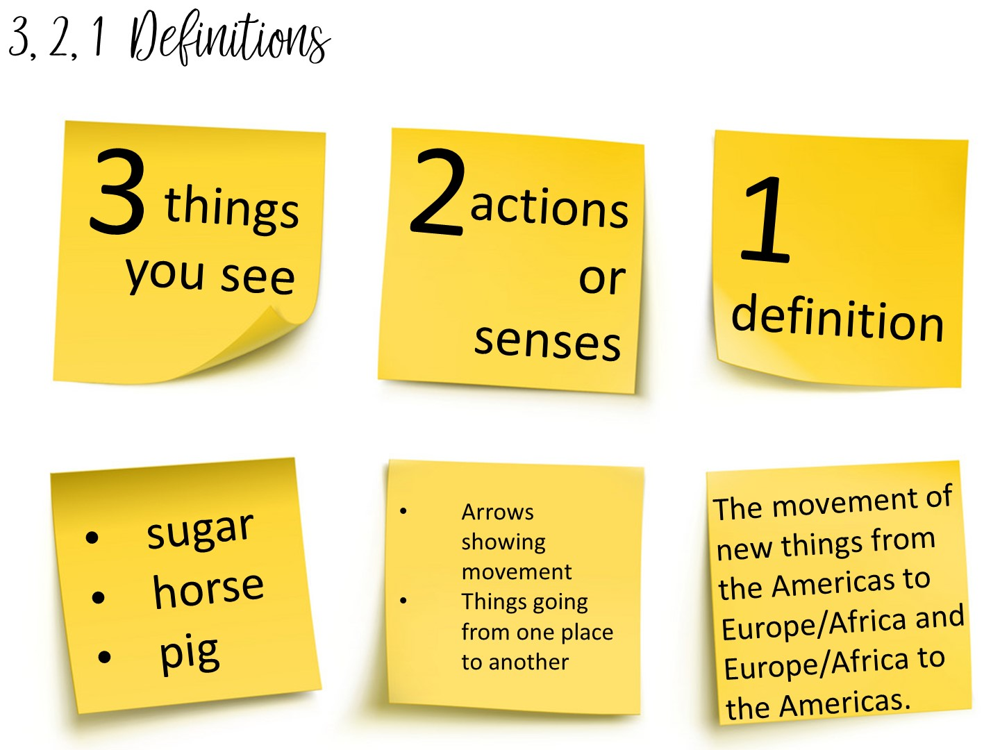 3, 2, 1 Definitions
3 things
you see
2 actions
or
senses
1
definition
• sugar
• horse
• pig
• Arrows
showing
movement
• Things going
from one place
to another
The movement of
new things from
the Americas to
Europe/Africa and
Europe/Africa to
the Americas.